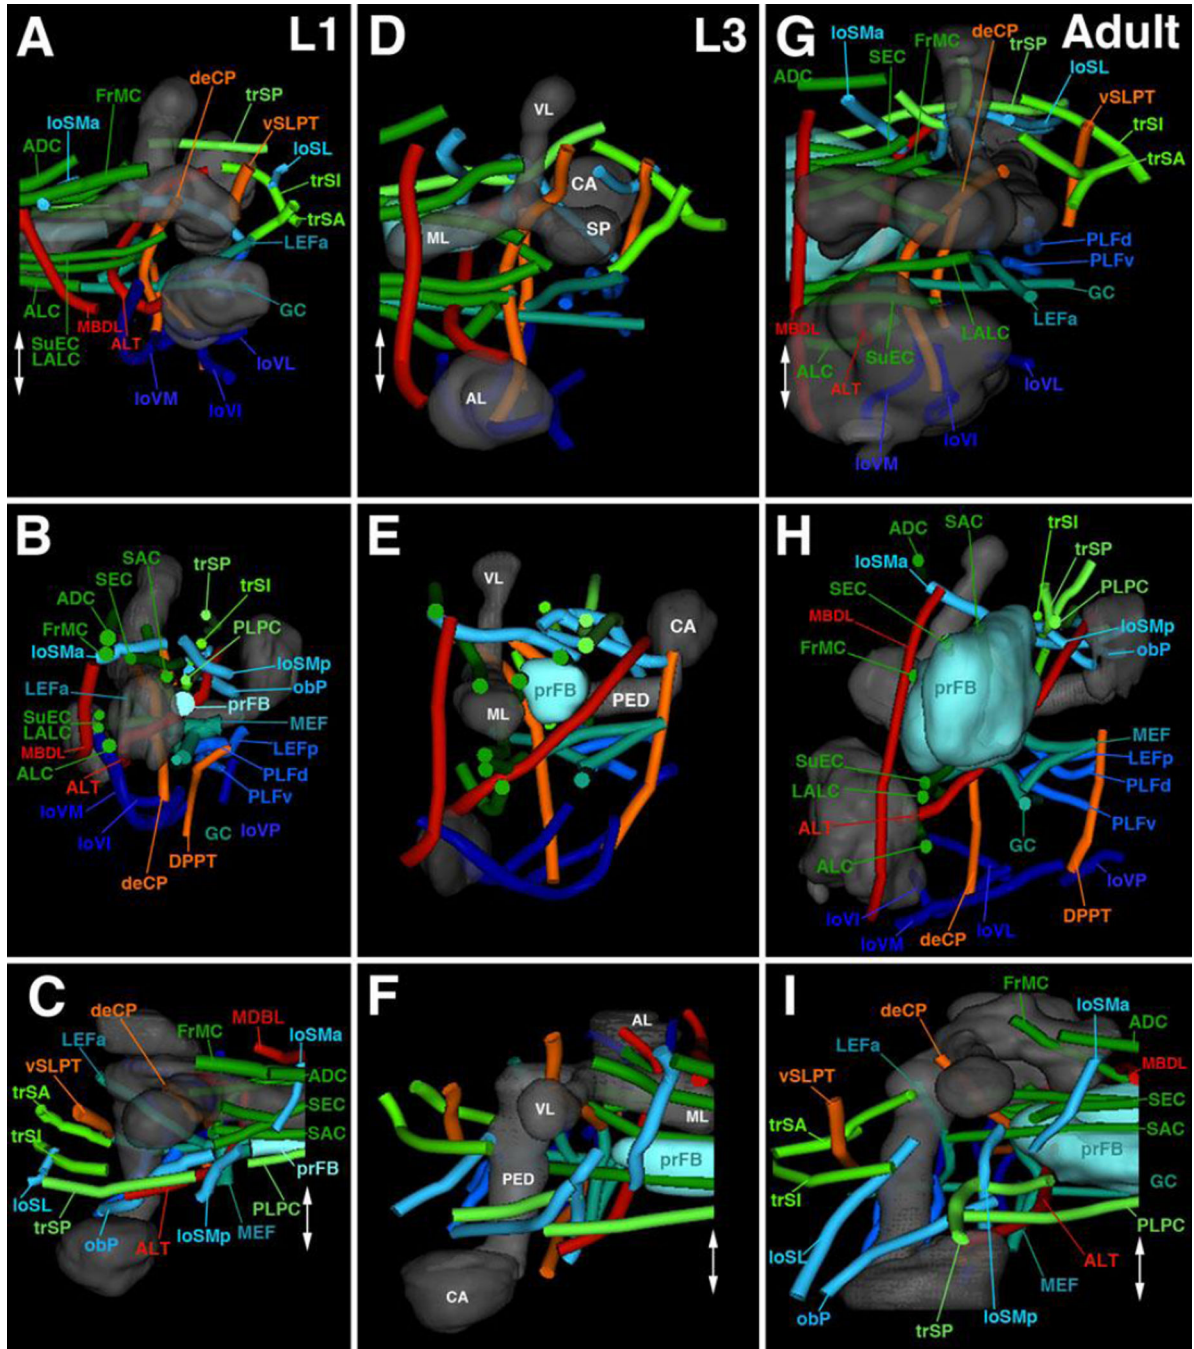 A
L1
deCP
FrMC
trSP
loSMa
vSLPT
ADC
loSL
trSI
trSA
LEFa
GC
ALC
MBDL
SuEC
ALT
LALC
loVL
loVM
loVI
D
L3
VL
CA
ML
SP
AL
G
Adult
deCP
loSMa
FrMC
trSP
SEC
loSL
ADC
vSLPT
trSI
trSA
PLFd
PLFv
GC
LEFa
MBDL
LALC
SuEC
ALC
ALT
loVL
loVI
loVM
B
SAC
trSP
SEC
trSI
ADC
PLPC
FrMC
loSMa
loSMp
LEFa
obP
prFB
SuEC
MEF
LALC
MBDL
LEFp
ALC
ALT
PLFd
PLFv
loVM
GC
loVP
loVI
DPPT
deCP
E
VL
CA
prFB
PED
ML
H
ADC
SAC
trSI
trSP
loSMa
PLPC
SEC
MBDL
loSMp
obP
FrMC
prFB
MEF
SuEC
LEFp
LALC
PLFd
ALT
PLFv
GC
ALC
loVP
loVI
DPPT
loVM
deCP
loVL
C
deCP
MDBL
FrMC
loSMa
LEFa
vSLPT
ADC
trSA
SEC
trSI
SAC
prFB
loSL
PLPC
trSP
loSMp
MEF
obP
ALT
F
AL
VL
ML
prFB
PED
CA
I
FrMC
deCP
loSMa
ADC
LEFa
MBDL
vSLPT
SEC
trSA
SAC
prFB
GC
trSI
PLPC
loSL
ALT
MEF
obP
loSMp
trSP